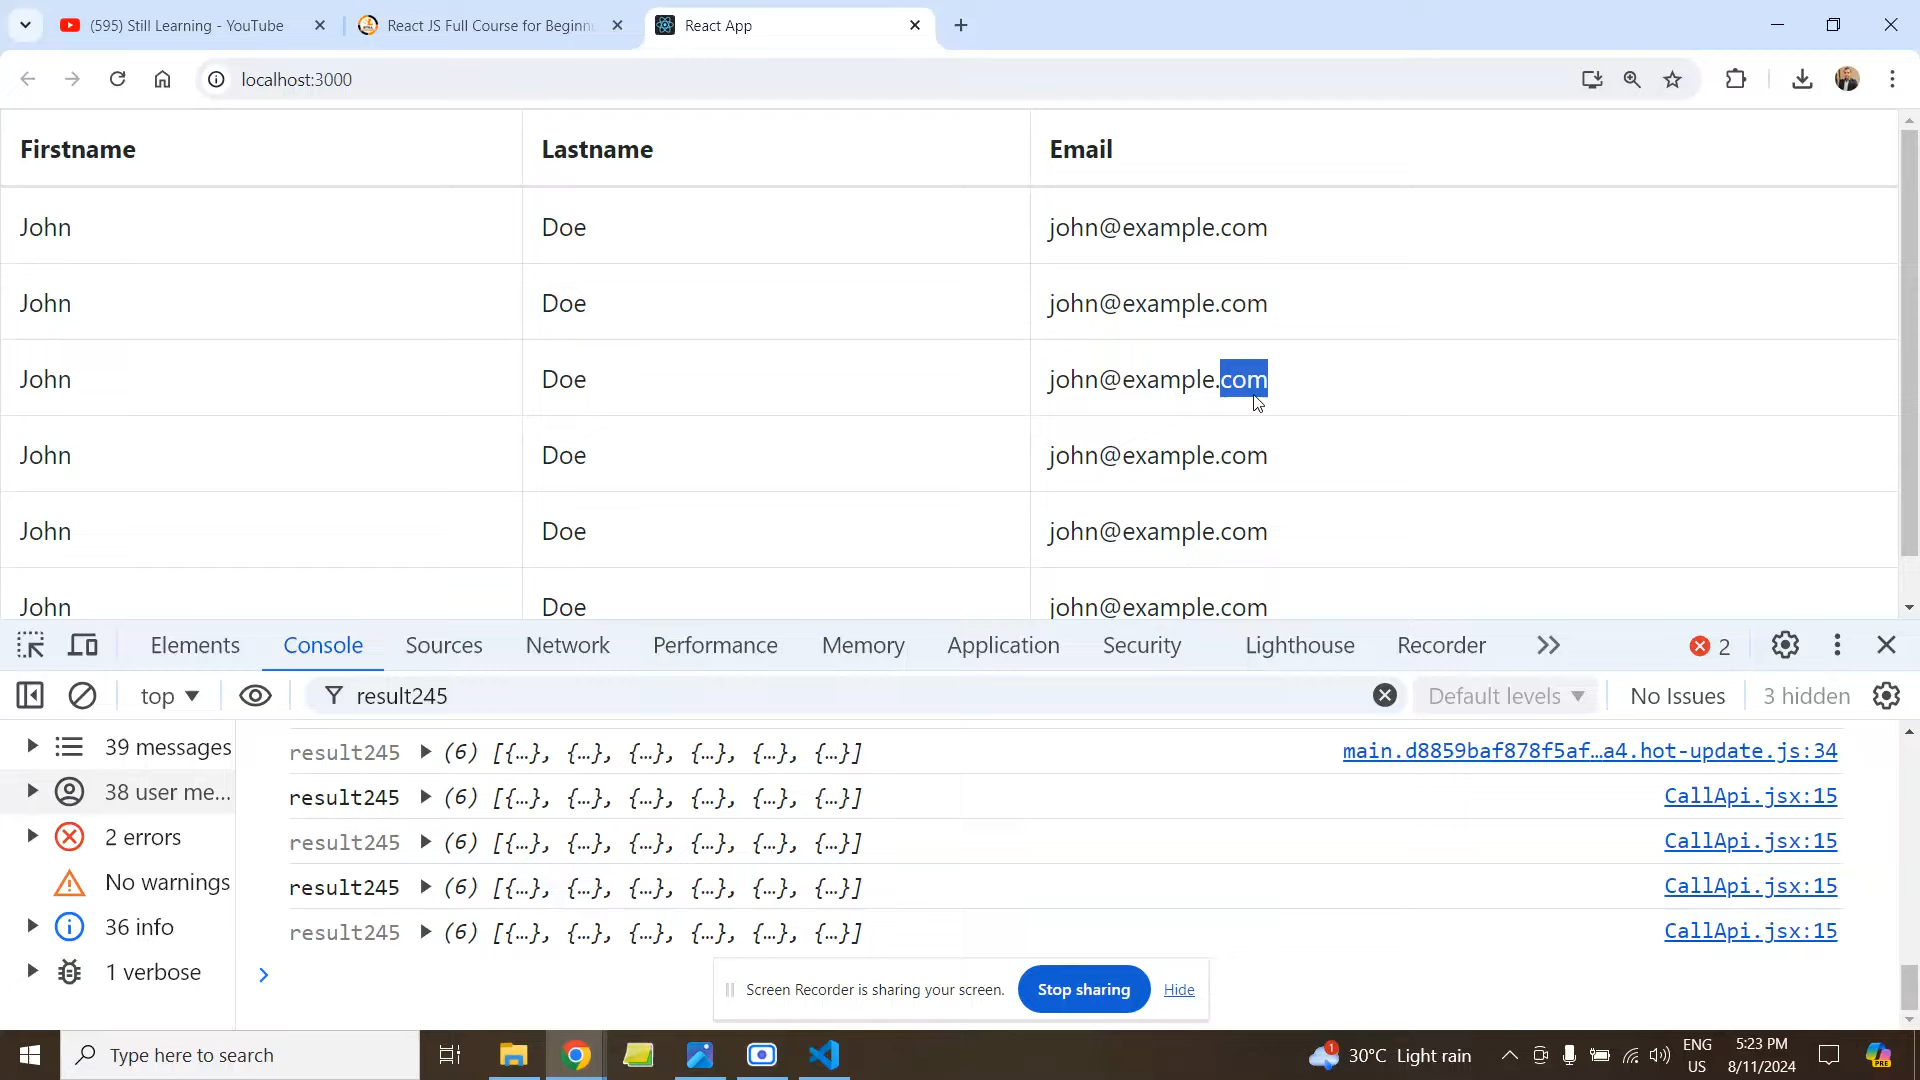 (595) Still Learning - YouTube
React JS Full Course for Beginn
React App
localhost:3000
Firstname Lastname Email
John Doe john@example.com
John Doe john@example.com
John Doe john@example.com
John Doe john@example.com
John Doe john@example.com
John Doe john@example.com
Elements Console Sources Network Performance Memory Application Security Lighthouse Recorder 2
top result245 Default levels No Issues 3 hidden
39 messages
38 user me...
2 errors
No warnings
36 info
1 verbose
result245 (6) [{…}, {…}, {…}, {…}, {…}, {…}] main.d8859baf878f5af…a4.hot-update.js:34
result245 (6) [{…}, {…}, {…}, {…}, {…}, {…}] CallApi.jsx:15
result245 (6) [{…}, {…}, {…}, {…}, {…}, {…}] CallApi.jsx:15
result245 (6) [{…}, {…}, {…}, {…}, {…}, {…}] CallApi.jsx:15
result245 (6) [{…}, {…}, {…}, {…}, {…}, {…}] CallApi.jsx:15
Screen Recorder is sharing your screen. Stop sharing Hide
Type here to search
1
30°C Light rain
ENG
US
5:23 PM
8/11/2024
PRE